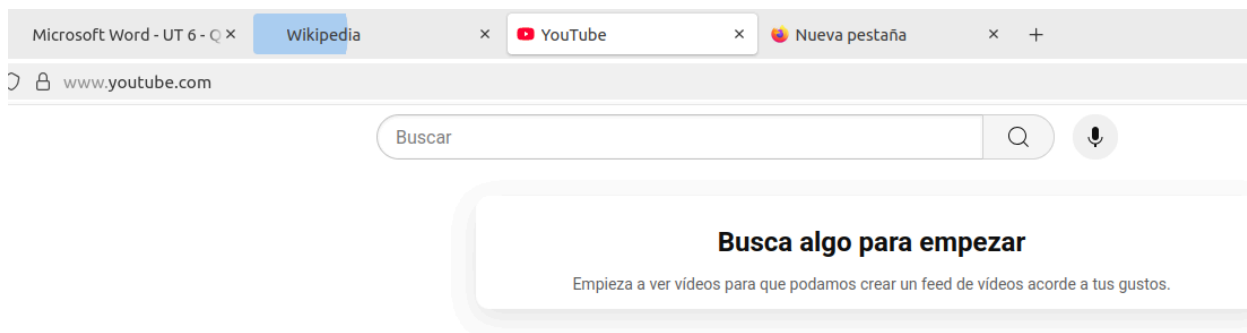 Microsoft Word - UT 6 - Q × Wikipedia × YouTube × Nueva pestaña × +
www.youtube.com
Buscar
Busca algo para empezar
Empieza a ver vídeos para que podamos crear un feed de vídeos acorde a tus gustos.